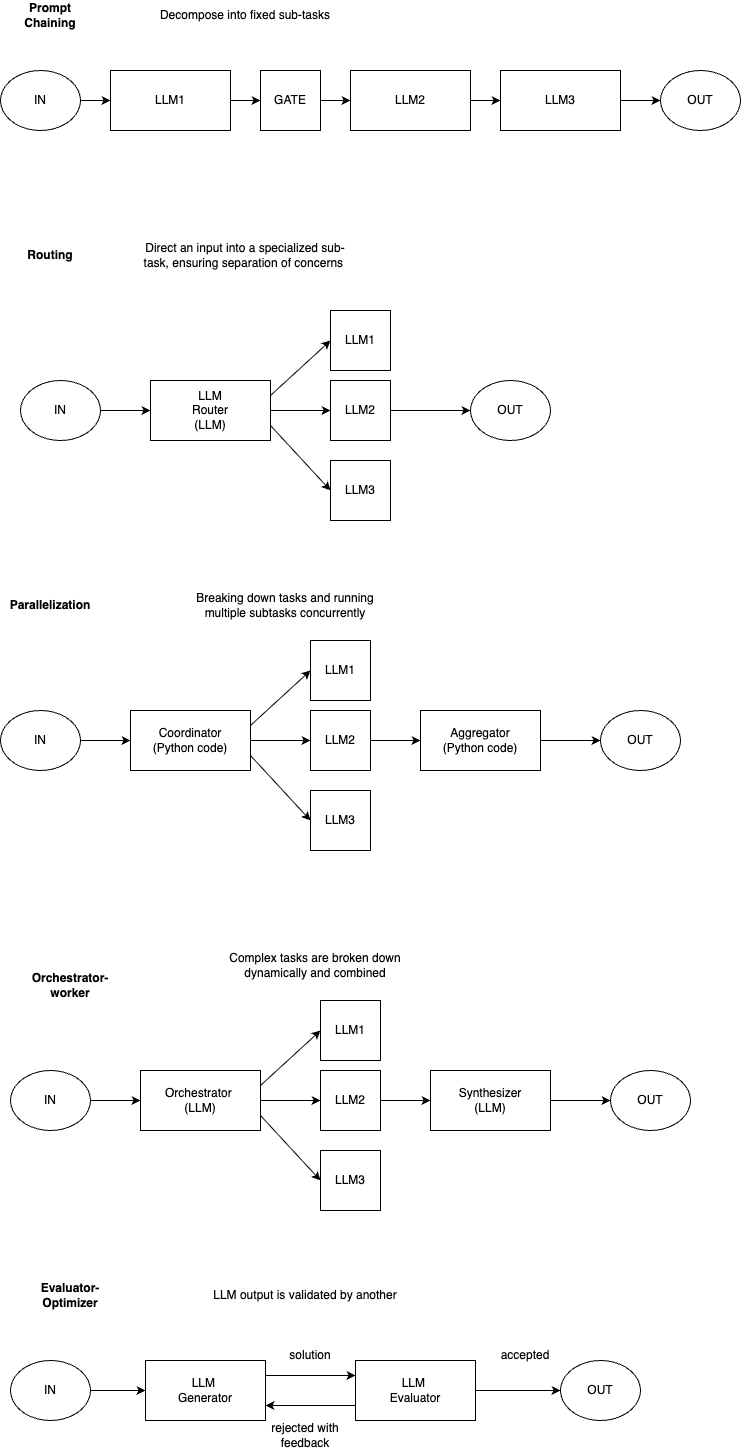 Prompt
Chaining
Decompose into fixed sub-tasks
IN
LLM1
GATE
LLM2
LLM3
OUT
Routing
Direct an input into a specialized sub-
task, ensuring separation of concerns
LLM1
IN
LLM
Router
(LLM)
LLM2
OUT
LLM3
Parallelization
Breaking down tasks and running
multiple subtasks concurrently
LLM1
IN
Coordinator
(Python code)
LLM2
Aggregator
(Python code)
OUT
LLM3
Orchestrator-
worker
Complex tasks are broken down
dynamically and combined
LLM1
IN
Orchestrator
(LLM)
LLM2
Synthesizer
(LLM)
OUT
LLM3
Evaluator-
Optimizer
LLM output is validated by another
IN
LLM
Generator
solution
rejected with
feedback
LLM
Evaluator
accepted
OUT